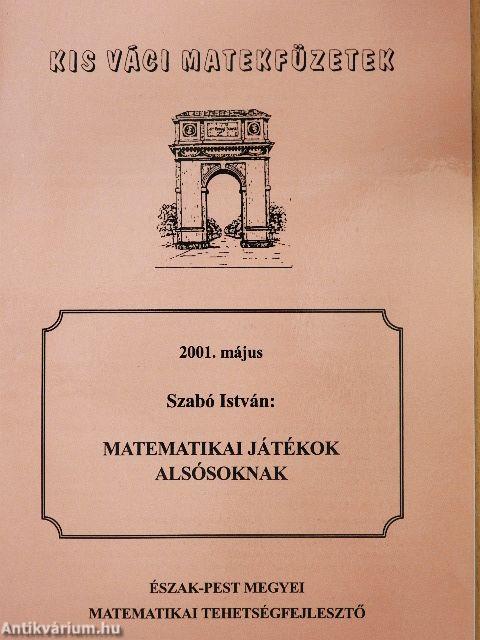 KIS VÁCI MATEKFÜZETEK
2001. május
Szabó István:
MATEMATIKAI JÁTÉKOK
ALSÓSOKNAK
ÉSZAK-PEST MEGYEI
MATEMATIKAI TEHETSÉGFEJLESZTŐ
Antikvárium.hu